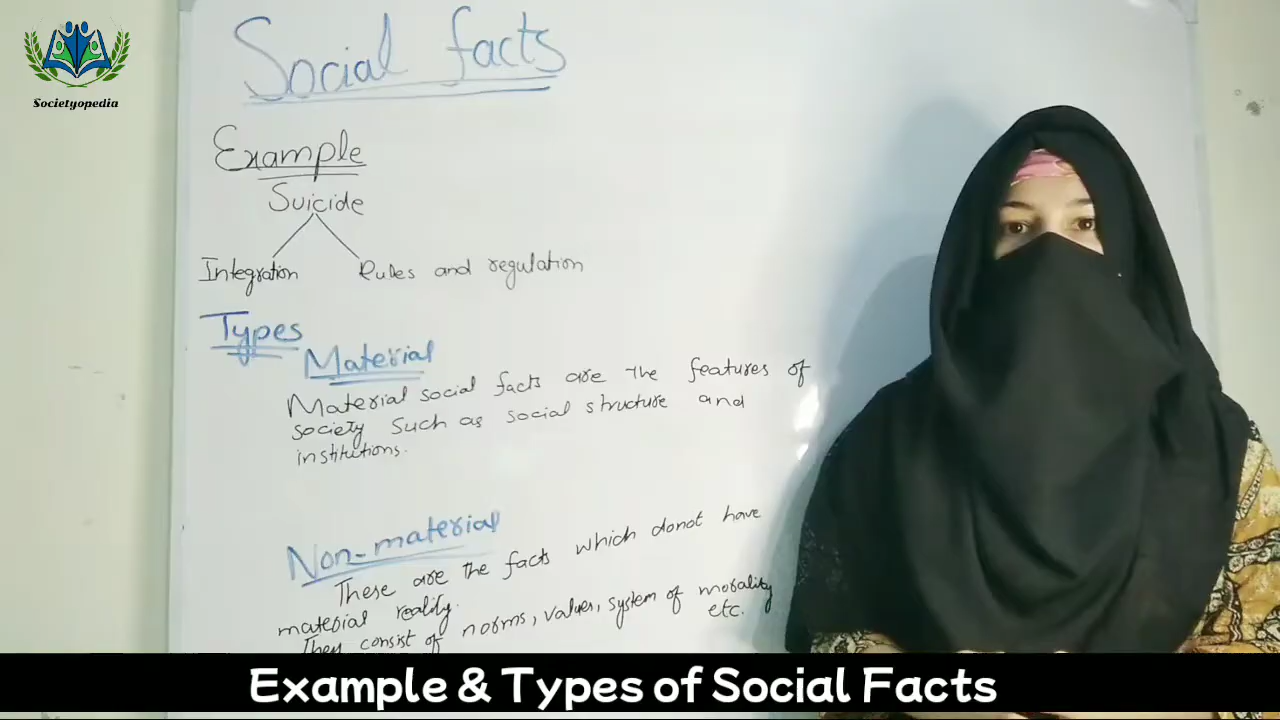 Societyopedia
Social facts
Example
Suicide
Integration Rules and regulation
Types
Material
Material social facts are the features of
society such as social structure and
institutions.
Non-material
These are the facts which donot have
material reality.
They consist of norms, values, system of morality
etc.
Example & Types of Social Facts